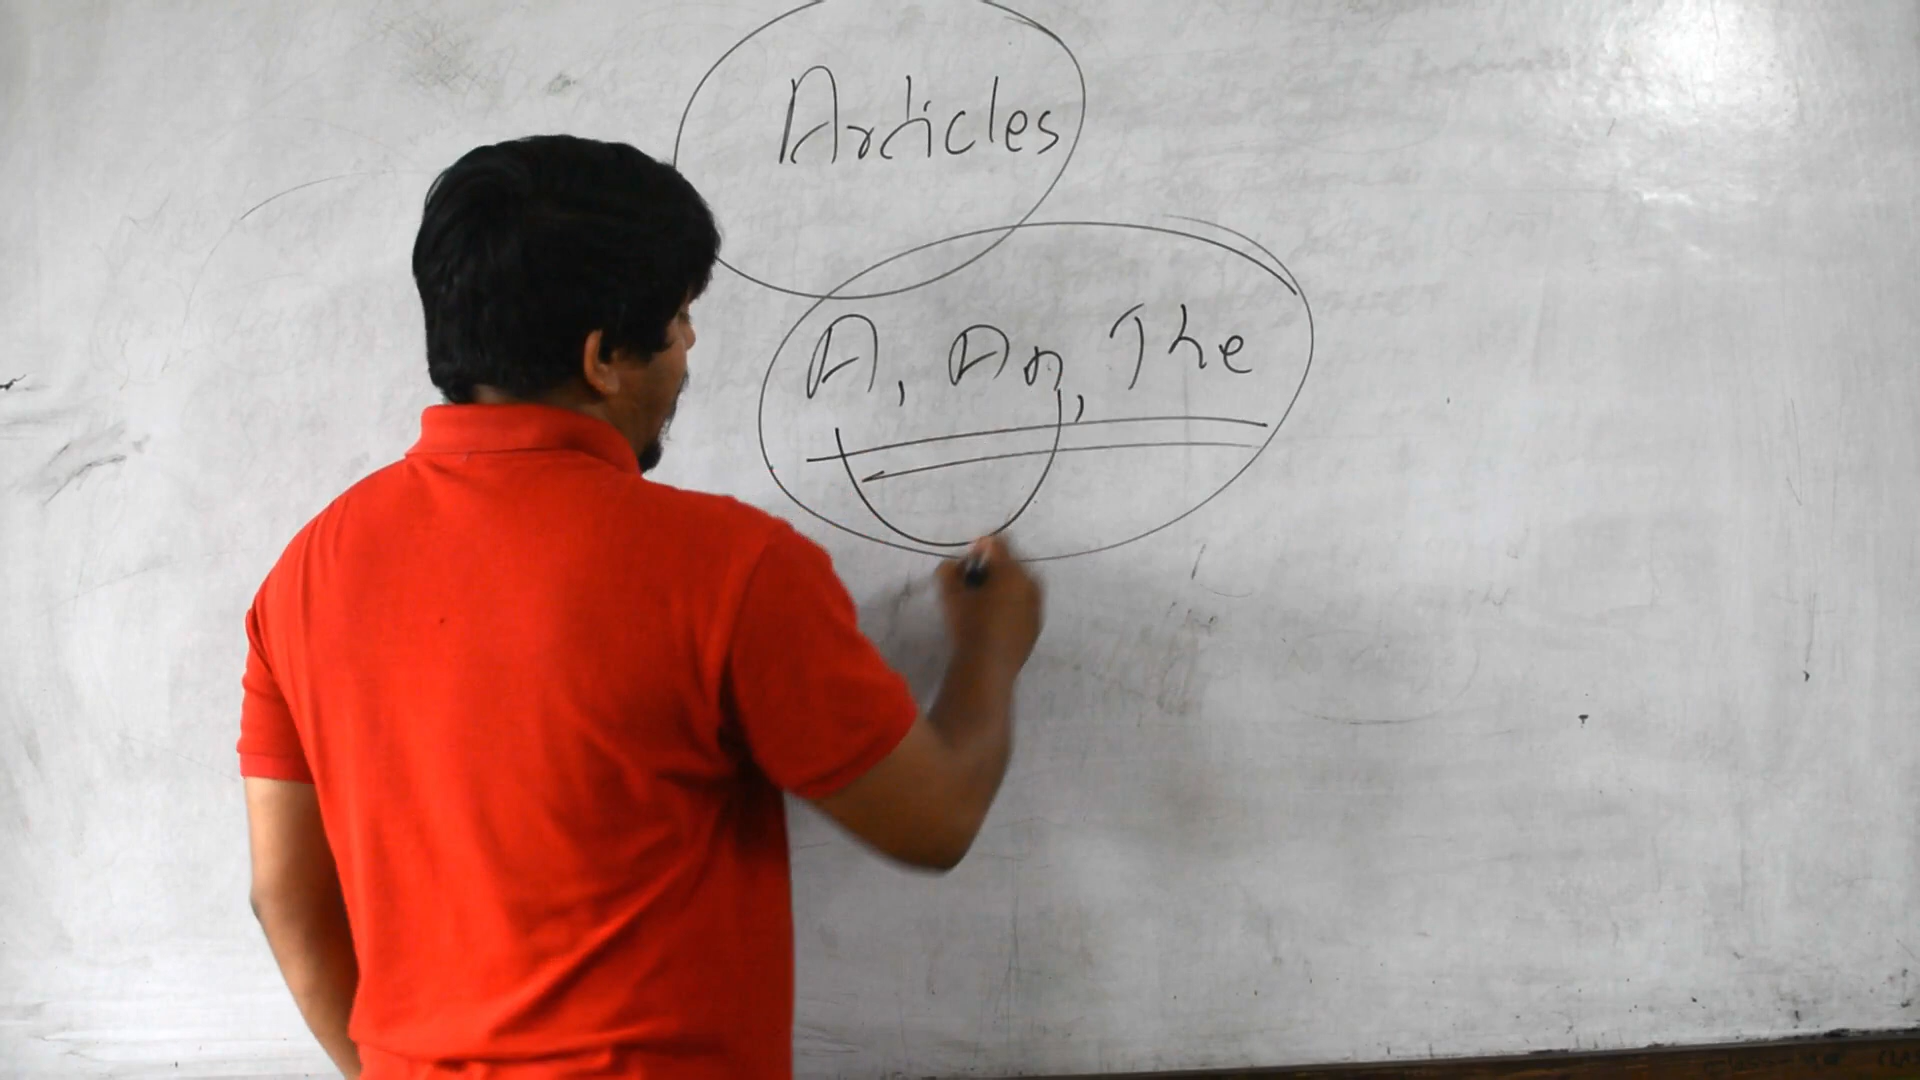 Articles
A, An, The